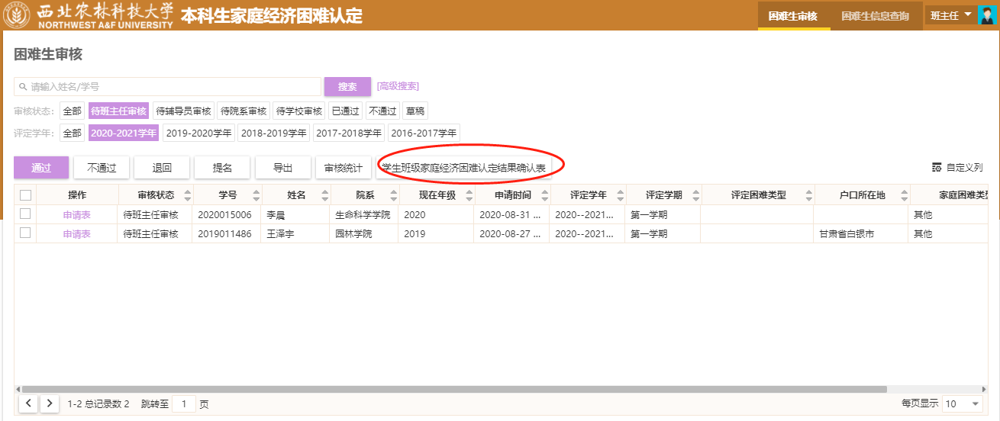 西北农林科技大学 本科生家庭经济困难认定 困难生审核 困难生信息查询 班主任
NORTHWEST A&F UNIVERSITY
困难生审核
请输入姓名/学号 搜索 [高级搜索]
审核状态: 全部 待班主任审核 待辅导员审核 待院系审核 待学校审核 已通过 不通过 草稿
评定学年: 全部 2020-2021学年 2019-2020学年 2018-2019学年 2017-2018学年 2016-2017学年
通过 不通过 退回 提名 导出 审核统计 学生班级家庭经济困难认定结果确认表 自定义列
操作 审核状态 学号 姓名 院系 现在年级 申请时间 评定学年 评定学期 评定困难类型 户口所在地 家庭困难类型
申请表 待班主任审核 2020015006 李晨 生命科学学院 2020 2020-08-31 ... 2020--2021... 第一学期 其他
申请表 待班主任审核 2019011486 王泽宇 园林学院 2019 2020-08-27 ... 2020--2021... 第一学期 甘肃省白银市 其他
1-2 总记录数 2 跳转至 1 页 每页显示 10